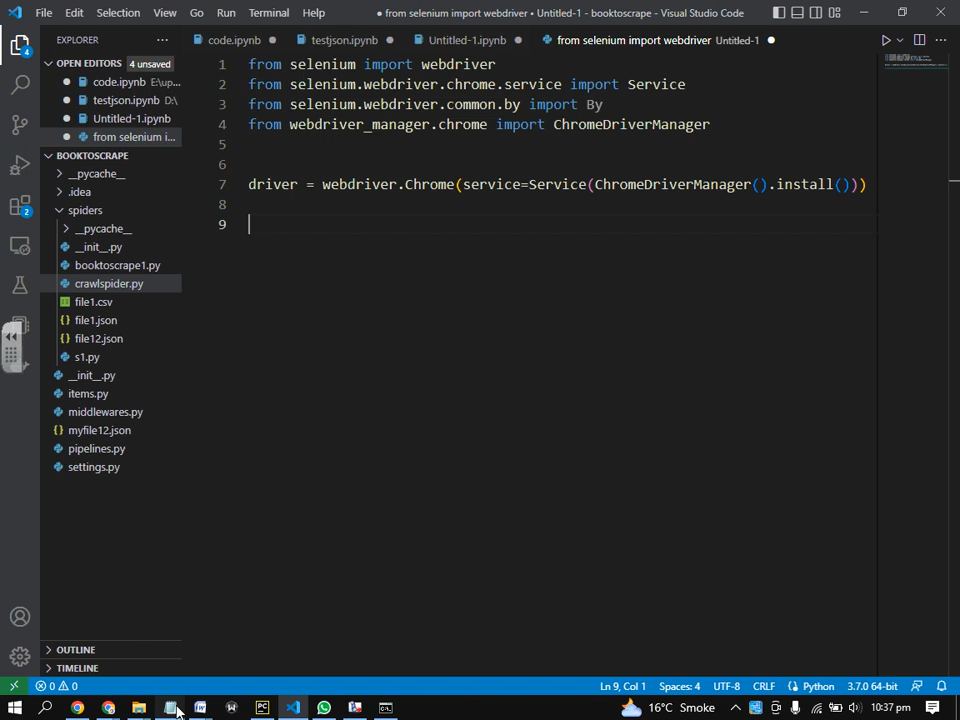 File Edit Selection View Go Run Terminal Help
● from selenium import webdriver • Untitled-1 - booktoscrape - Visual Studio Code
EXPLORER
code.ipynb
testjson.ipynb
Untitled-1.ipynb
from selenium import webdriver Untitled-1
OPEN EDITORS 4 unsaved
code.ipynb E:\up...
testjson.ipynb D:\
Untitled-1.ipynb
from selenium i...
BOOKTOSCRAPE
__pycache__
.idea
spiders
__pycache__
__init__.py
booktoscrape1.py
crawlspider.py
file1.csv
file1.json
file12.json
s1.py
__init__.py
items.py
middlewares.py
myfile12.json
pipelines.py
settings.py
OUTLINE
TIMELINE
4
2
1 from selenium import webdriver
2 from selenium.webdriver.chrome.service import Service
3 from selenium.webdriver.common.by import By
4 from webdriver_manager.chrome import ChromeDriverManager
5
6
7 driver = webdriver.Chrome(service=Service(ChromeDriverManager().install()))
8
9
0 0 Ln 9, Col 1 Spaces: 4 UTF-8 CRLF Python 3.7.0 64-bit
16°C Smoke 10:37 pm